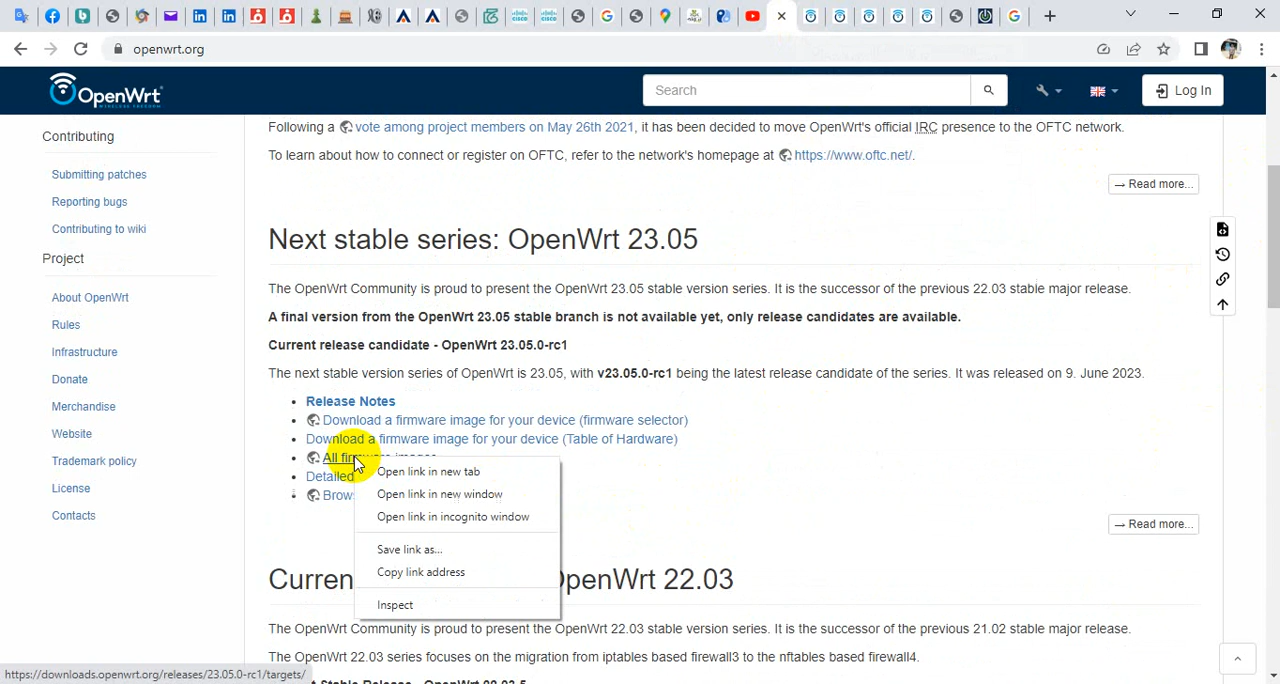 openwrt.org
OpenWrt
WIRELESS FREEDOM
Search
Log In
Contributing
Submitting patches
Reporting bugs
Contributing to wiki
Project
About OpenWrt
Rules
Infrastructure
Donate
Merchandise
Website
Trademark policy
License
Contacts
Following a vote among project members on May 26th 2021, it has been decided to move OpenWrt's official IRC presence to the OFTC network.
To learn about how to connect or register on OFTC, refer to the network's homepage at https://www.oftc.net/.
→ Read more...
Next stable series: OpenWrt 23.05
The OpenWrt Community is proud to present the OpenWrt 23.05 stable version series. It is the successor of the previous 22.03 stable major release.
A final version from the OpenWrt 23.05 stable branch is not available yet, only release candidates are available.
Current release candidate - OpenWrt 23.05.0-rc1
The next stable version series of OpenWrt is 23.05, with v23.05.0-rc1 being the latest release candidate of the series. It was released on 9. June 2023.
Release Notes
Download a firmware image for your device (firmware selector)
Download a firmware image for your device (Table of Hardware)
All firmware images
Detailed
Brows
→ Read more...
Open link in new tab
Open link in new window
Open link in incognito window
Save link as...
Copy link address
Inspect
Curren OpenWrt 22.03
The OpenWrt Community is proud to present the OpenWrt 22.03 stable version series. It is the successor of the previous 21.02 stable major release.
The OpenWrt 22.03 series focuses on the migration from iptables based firewall3 to the nftables based firewall4.
https://downloads.openwrt.org/releases/23.05.0-rc1/targets/